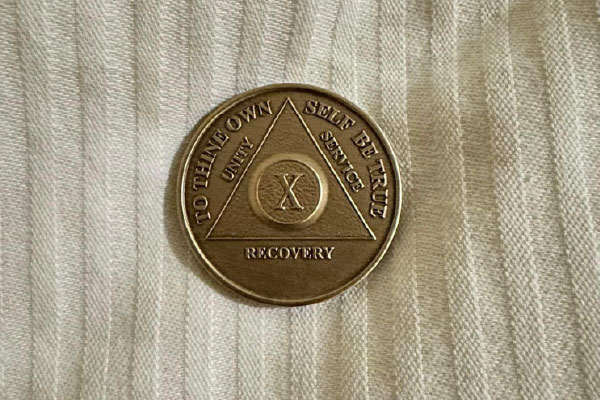 TO THINE OWN SELF BE TRUE
UNITY
SERVICE
X
RECOVERY